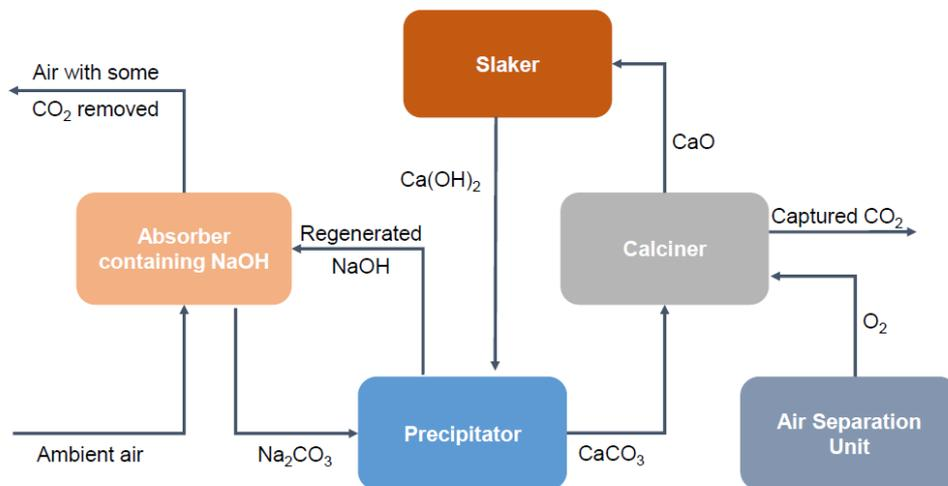 Slaker
Air with some
CO₂ removed
CaO
Ca(OH)₂
Absorber
containing NaOH
Regenerated
NaOH
Calciner
Captured CO₂
O₂
Ambient air
Na₂CO₃
Precipitator
CaCO₃
Air Separation
Unit